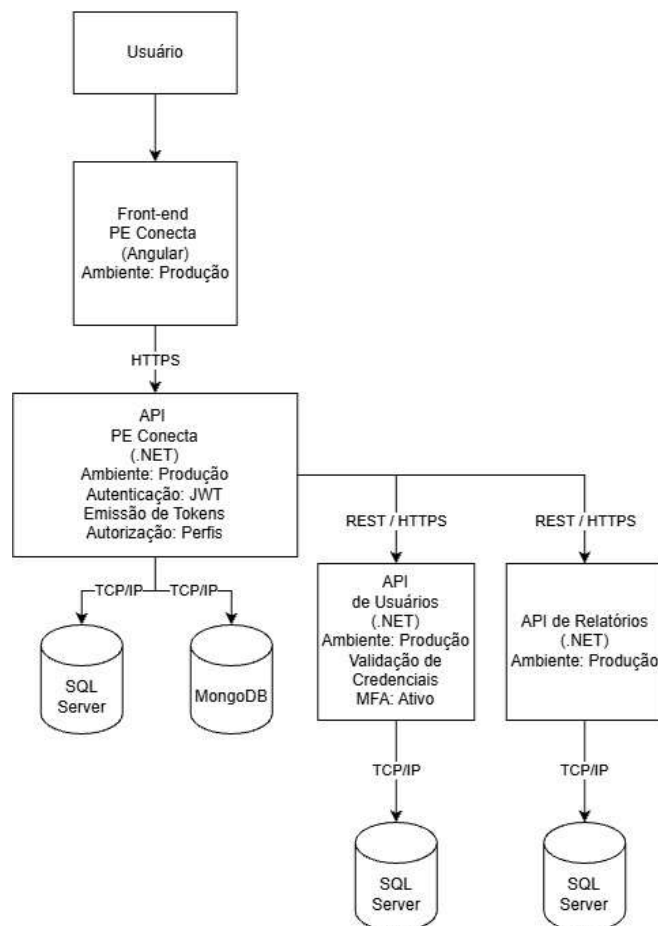 Usuário
Front-end
PE Conecta
(Angular)
Ambiente: Produção
HTTPS
API
PE Conecta
(.NET)
Ambiente: Produção
Autenticação: JWT
Emissão de Tokens
Autorização: Perfis
REST / HTTPS
REST / HTTPS
TCP/IP
TCP/IP
SQL
Server
MongoDB
API
de Usuários
(.NET)
Ambiente: Produção
Validação de
Credenciais
MFA: Ativo
API de Relatórios
(.NET)
Ambiente: Produção
TCP/IP
TCP/IP
SQL
Server
SQL
Server